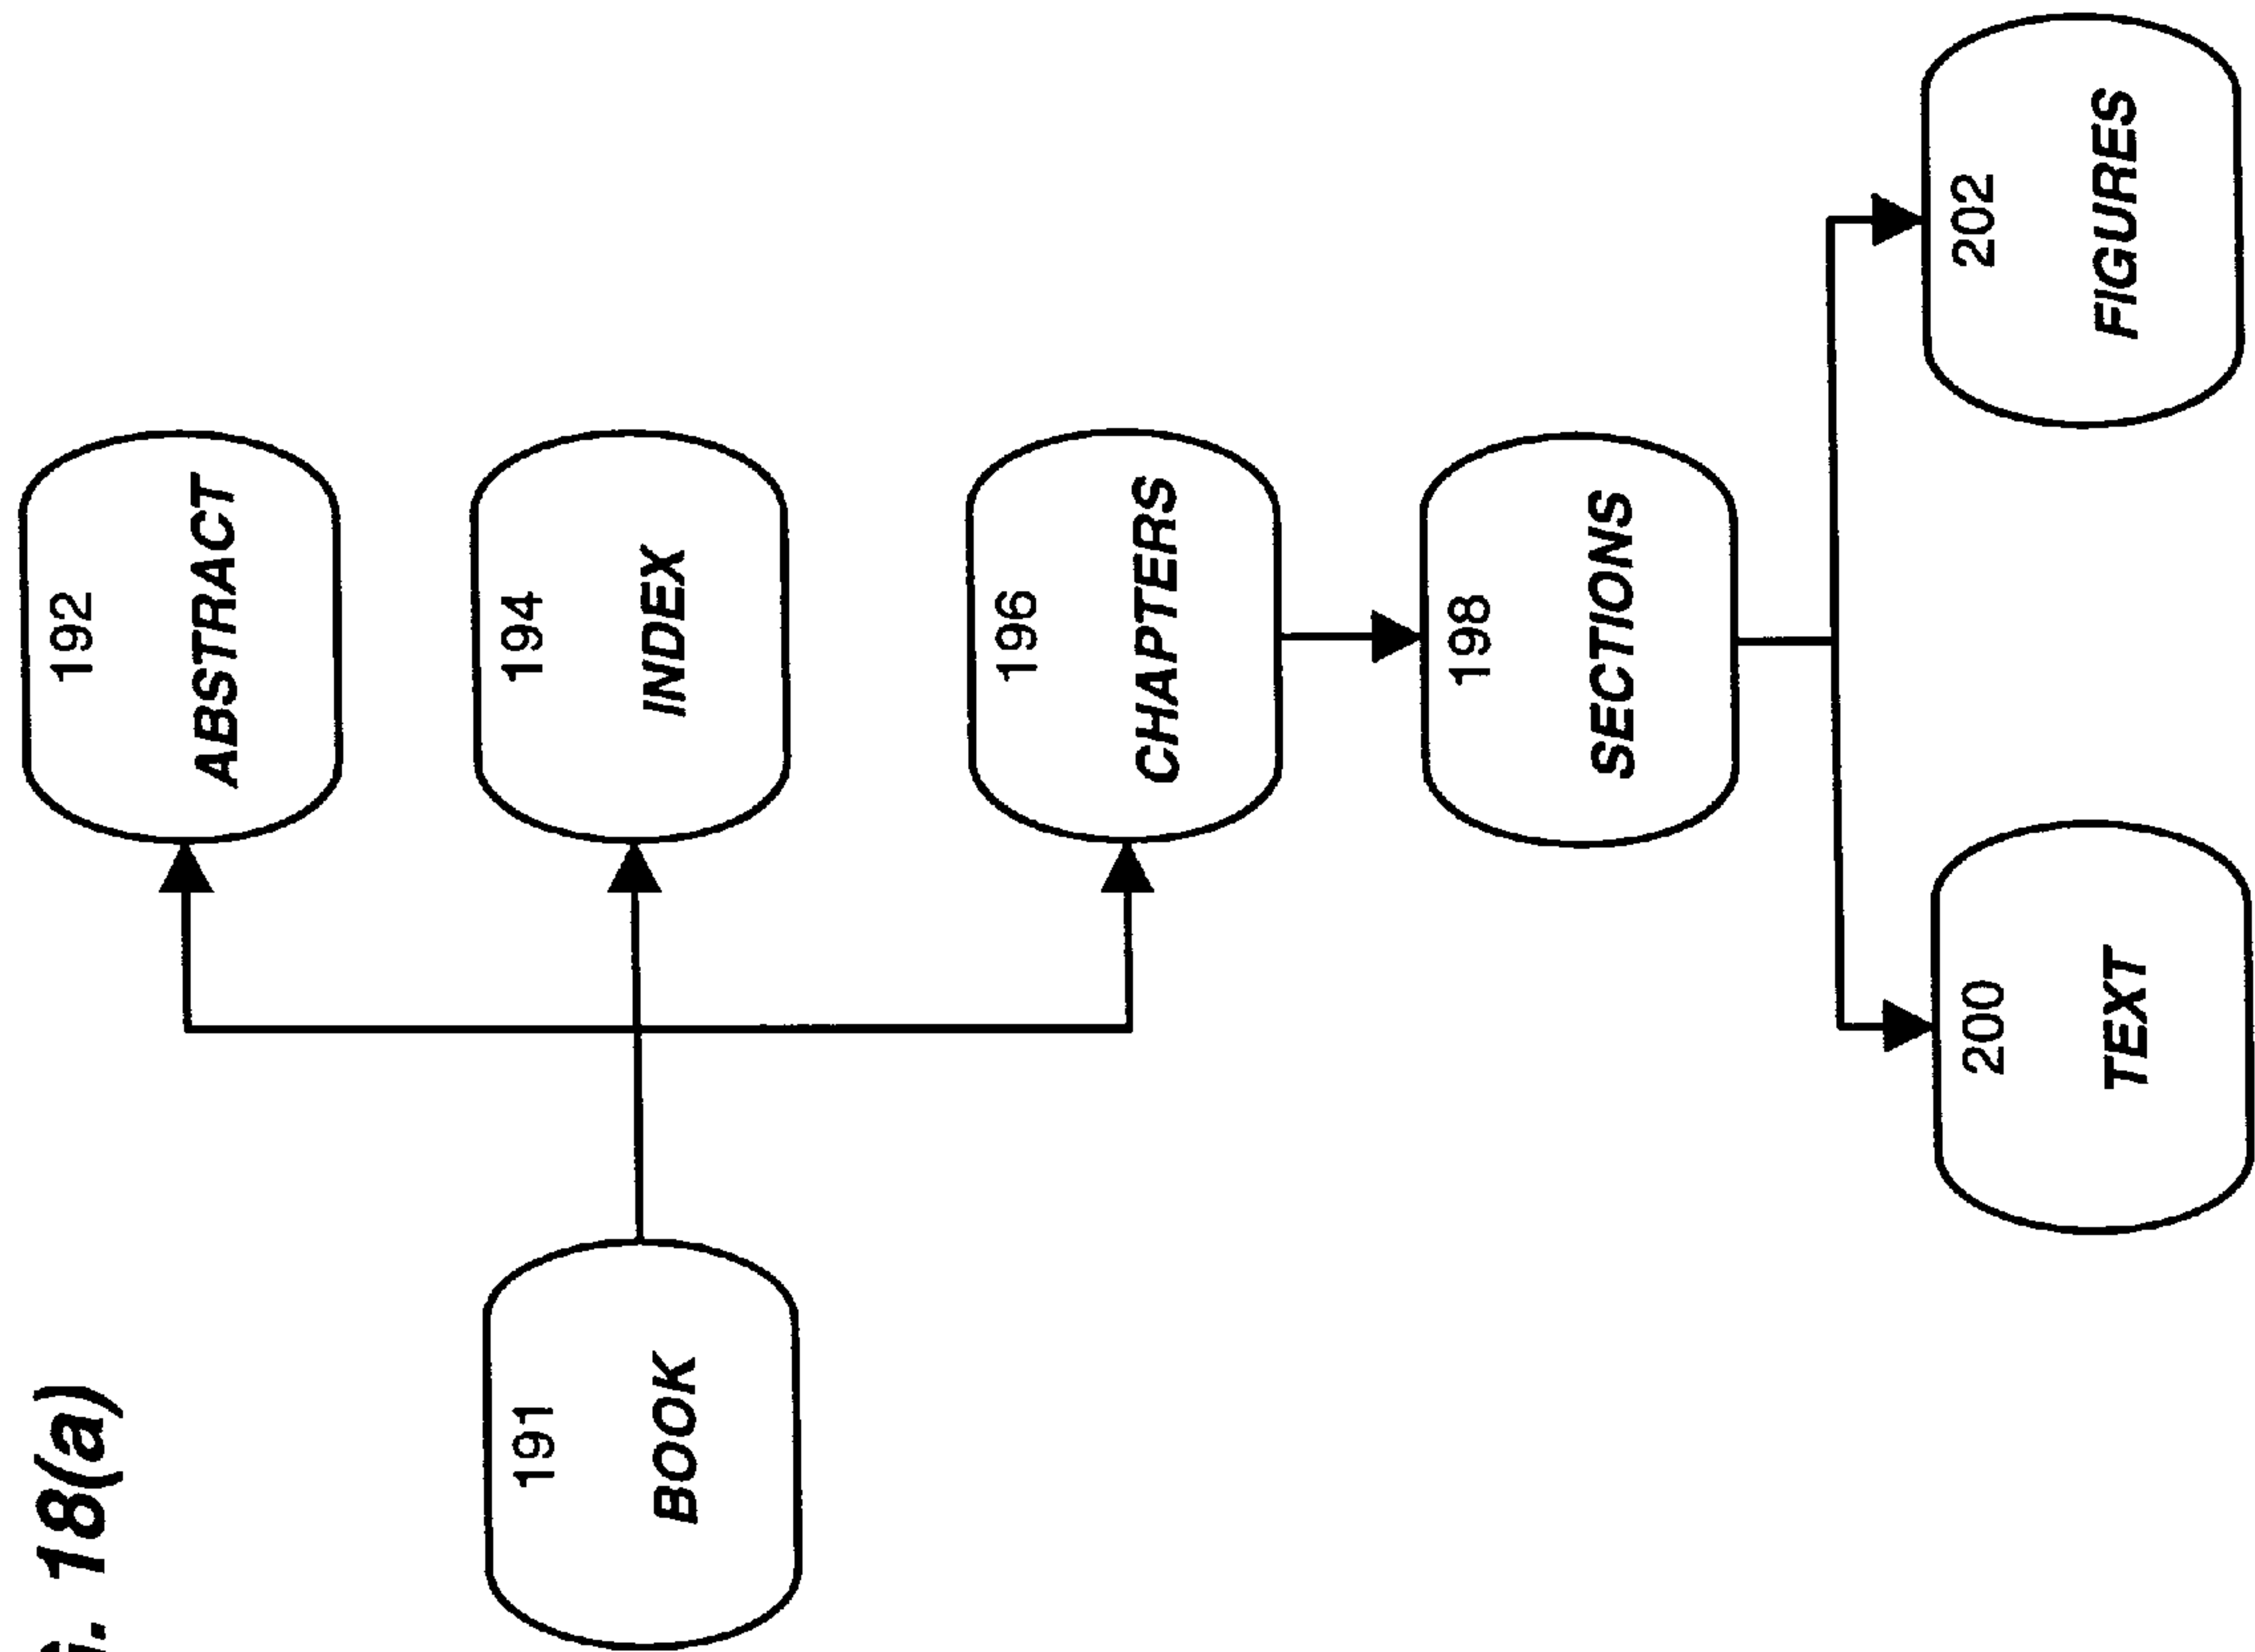 . 18(a)
192
ABSTRACT
191
BOOK
194
INDEX
196
CHAPTERS
198
SECTIONS
200
TEXT
202
FIGURES